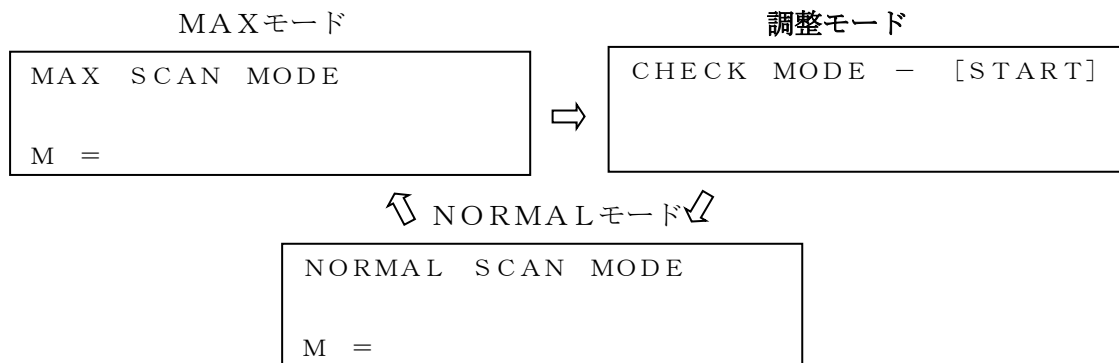 MAXモード
調整モード
MAX SCAN MODE
M =
CHECK MODE － [START]
NORMALモード
NORMAL SCAN MODE
M =